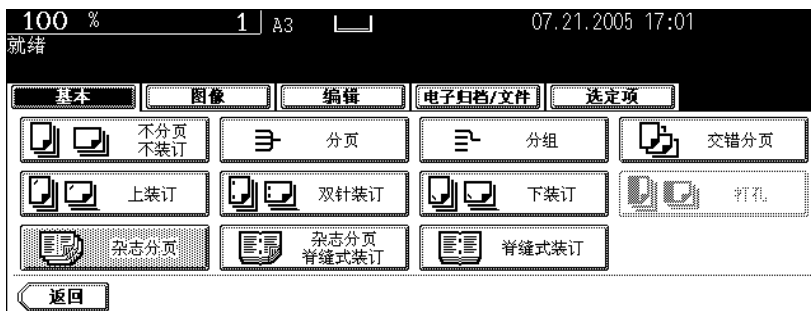 100 % 1 A3 07.21.2005 17:01
就绪
基本 图像 编辑 电子归档/文件 选定项
不分页
不装订
分页
分组
交错分页
上装订
双针装订
下装订
打孔
杂志分页
杂志分页
脊缝式装订
脊缝式装订
返回